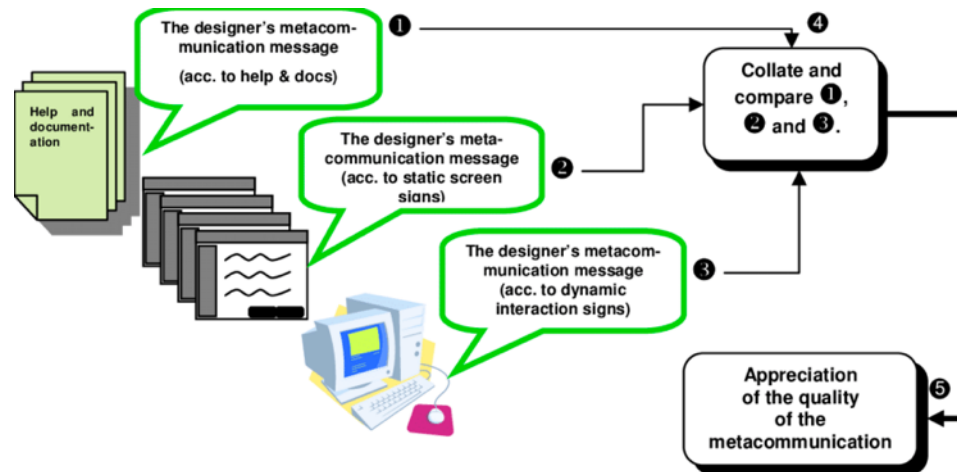 The designer's metacom-
munication message
(acc. to help & docs)
❶
Help and
document-
ation
The designer's meta-
communication message
(acc. to static screen
signs)
❷
The designer's metacom-
munication message
(acc. to dynamic
interaction signs)
❸
❹
Collate and
compare ❶,
❷ and ❸.
❺
Appreciation
of the quality
of the
metacommunication